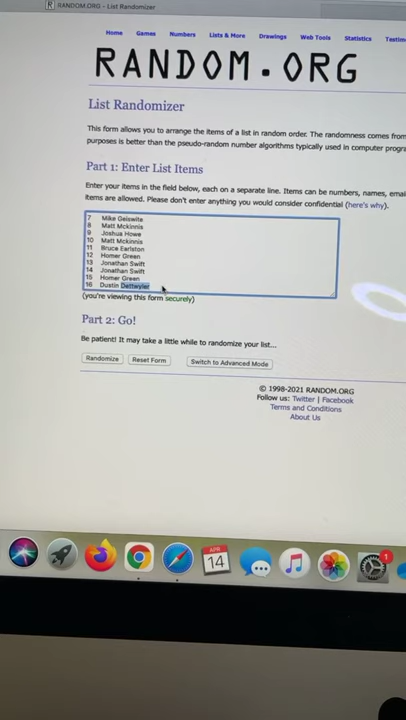 RANDOM.ORG - List Randomizer
Home Games Numbers Lists & More Drawings Web Tools Statistics Testim
RANDOM.ORG
List Randomizer
This form allows you to arrange the items of a list in random order. The randomness comes from
purposes is better than the pseudo-random number algorithms typically used in computer progra
Part 1: Enter List Items
Enter your items in the field below, each on a separate line. Items can be numbers, names, emai
items are allowed. Please don't enter anything you would consider confidential (here's why).
7 Mike Geiswite
8 Matt Mckinnis
9 Joshua Howe
10 Matt Mckinnis
11 Bruce Earlston
12 Homer Green
13 Jonathan Swift
14 Jonathan Swift
15 Homer Green
16 Dustin Dettwyler
(you're viewing this form securely)
Part 2: Go!
Be patient! It may take a little while to randomize your list...
Randomize Reset Form Switch to Advanced Mode
© 1998-2021 RANDOM.ORG
Follow us: Twitter | Facebook
Terms and Conditions
About Us
APR
14
1